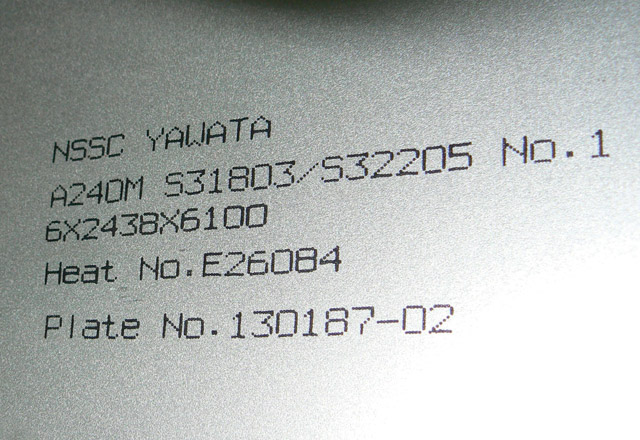 NSSC YAWATA
A240M S31803/S32205 No.1
6X2438X6100
Heat No.E26084
Plate No.130187-02